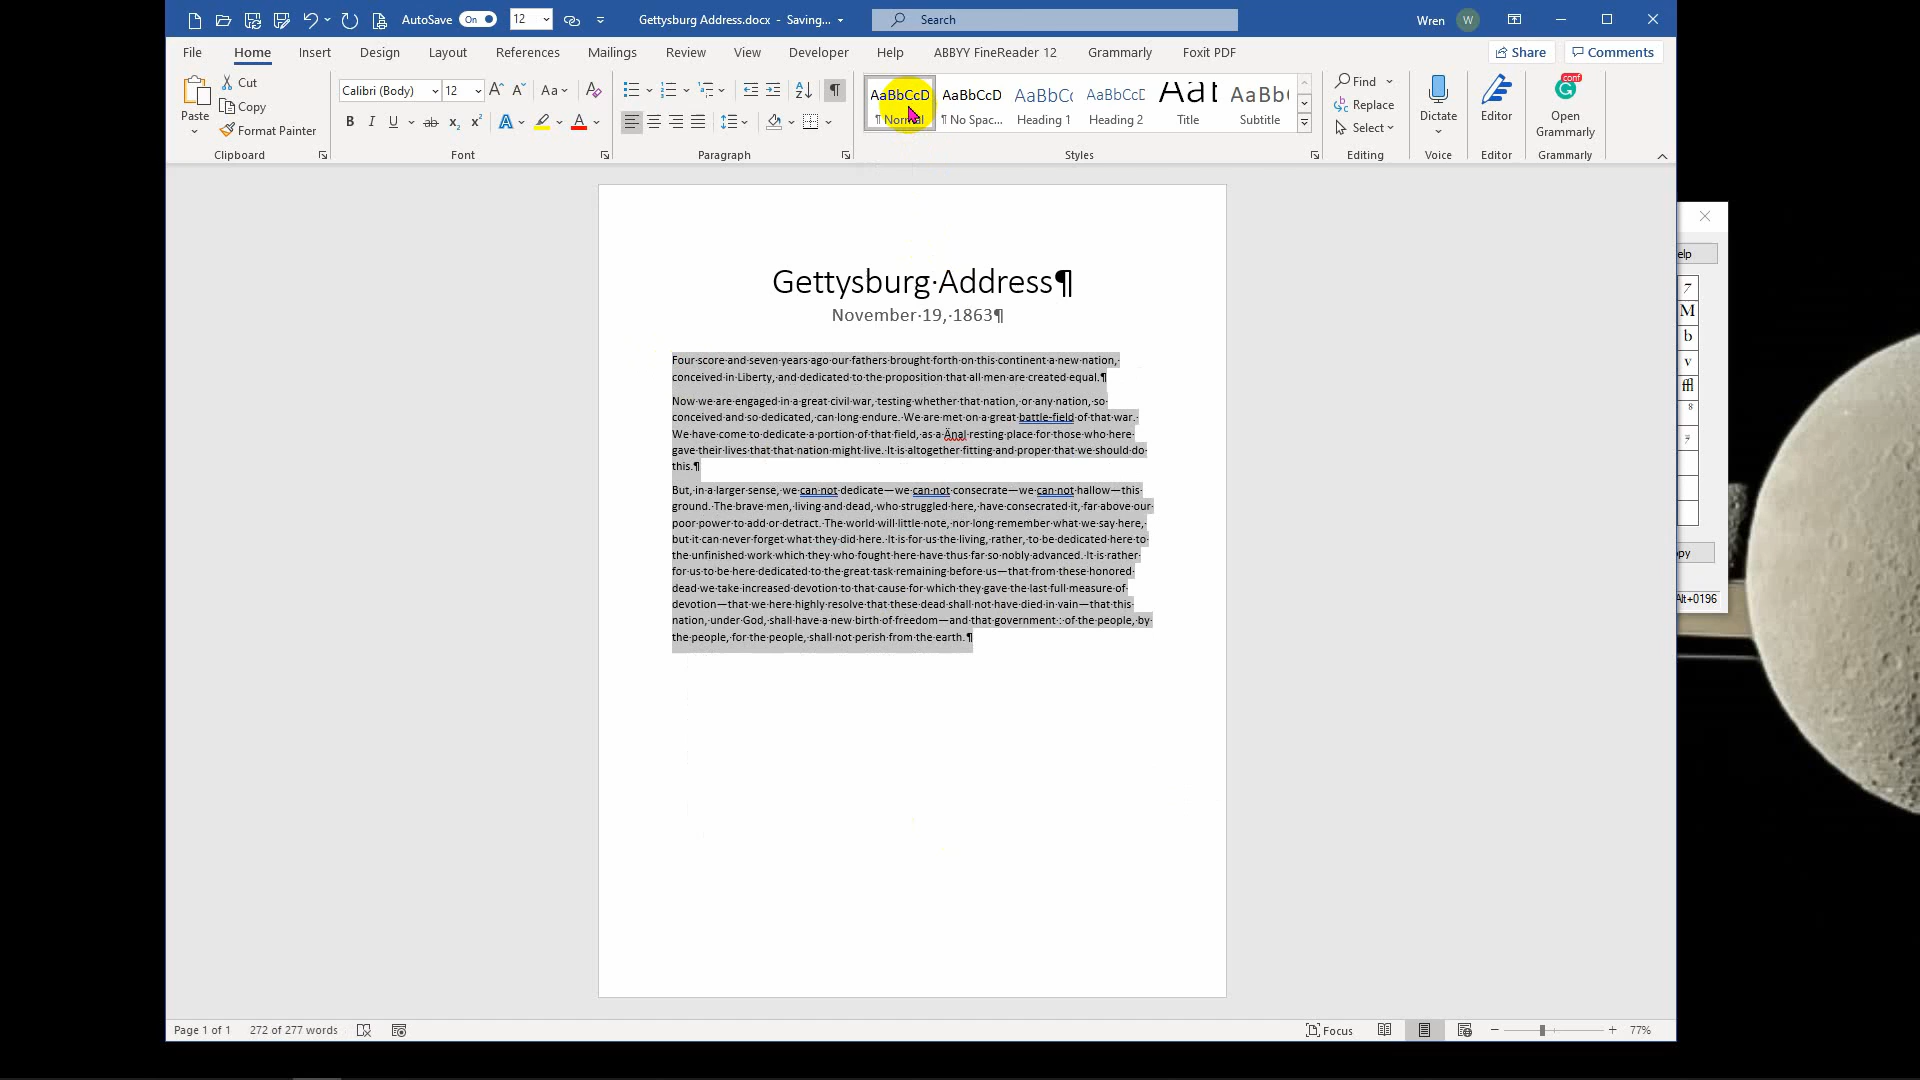 AutoSave On 12 Gettysburg Address.docx - Saving... Search Wren W
File Home Insert Design Layout References Mailings Review View Developer Help ABBYY FineReader 12 Grammarly Foxit PDF Share Comments
Paste
Cut
Copy
Format Painter
Clipboard
Calibri (Body) 12 Aa
B I U ab x₂ x² A A
Font
Paragraph
AaBbCcD AaBbCcD AaBbCc AaBbCcD AaB AaBb
¶ Normal ¶ No Spac... Heading 1 Heading 2 Title Subtitle
Styles
Find
Replace
Select
Editing
Dictate
Voice
Editor
Editor
conf
Open
Grammarly
Grammarly
Gettysburg·Address¶
November·19,·1863¶
Four·score·and·seven·years·ago·our·fathers·brought·forth·on·this·continent·a·new·nation,·
conceived·in·Liberty,·and·dedicated·to·the·proposition·that·all·men·are·created·equal.¶
Now·we·are·engaged·in·a·great·civil·war,·testing·whether·that·nation,·or·any·nation,·so·
conceived·and·so·dedicated,·can·long·endure.·We·are·met·on·a·great·battle-field·of·that·war.·
We·have·come·to·dedicate·a·portion·of·that·field,·as·a·Änal·resting·place·for·those·who·here·
gave·their·lives·that·that·nation·might·live.·It·is·altogether·fitting·and·proper·that·we·should·do·
this.¶
But,·in·a·larger·sense,·we·can·not·dedicate—we·can·not·consecrate—we·can·not·hallow—this·
ground.·The·brave·men,·living·and·dead,·who·struggled·here,·have·consecrated·it,·far·above·our·
poor·power·to·add·or·detract.·The·world·will·little·note,·nor·long·remember·what·we·say·here,·
but·it·can·never·forget·what·they·did·here.·It·is·for·us·the·living,·rather,·to·be·dedicated·here·to·
the·unfinished·work·which·they·who·fought·here·have·thus·far·so·nobly·advanced.·It·is·rather·
for·us·to·be·here·dedicated·to·the·great·task·remaining·before·us—that·from·these·honored·
dead·we·take·increased·devotion·to·that·cause·for·which·they·gave·the·last·full·measure·of·
devotion—that·we·here·highly·resolve·that·these·dead·shall·not·have·died·in·vain—that·this·
nation,·under·God,·shall·have·a·new·birth·of·freedom—and·that·government·:·of·the·people,·by·
the·people,·for·the·people,·shall·not·perish·from·the·earth.¶
elp
7
M
b
v
ffl
8
py
Alt+0196
Page 1 of 1 272 of 277 words Focus 77%